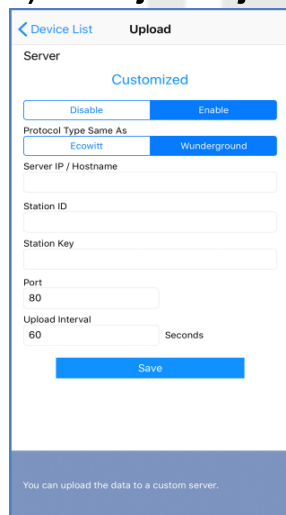 Device List Upload
Server
Customized
Disable Enable
Protocol Type Same As
Ecowitt Wunderground
Server IP / Hostname
Station ID
Station Key
Port
80
Upload Interval
60 Seconds
Save
You can upload the data to a custom server.